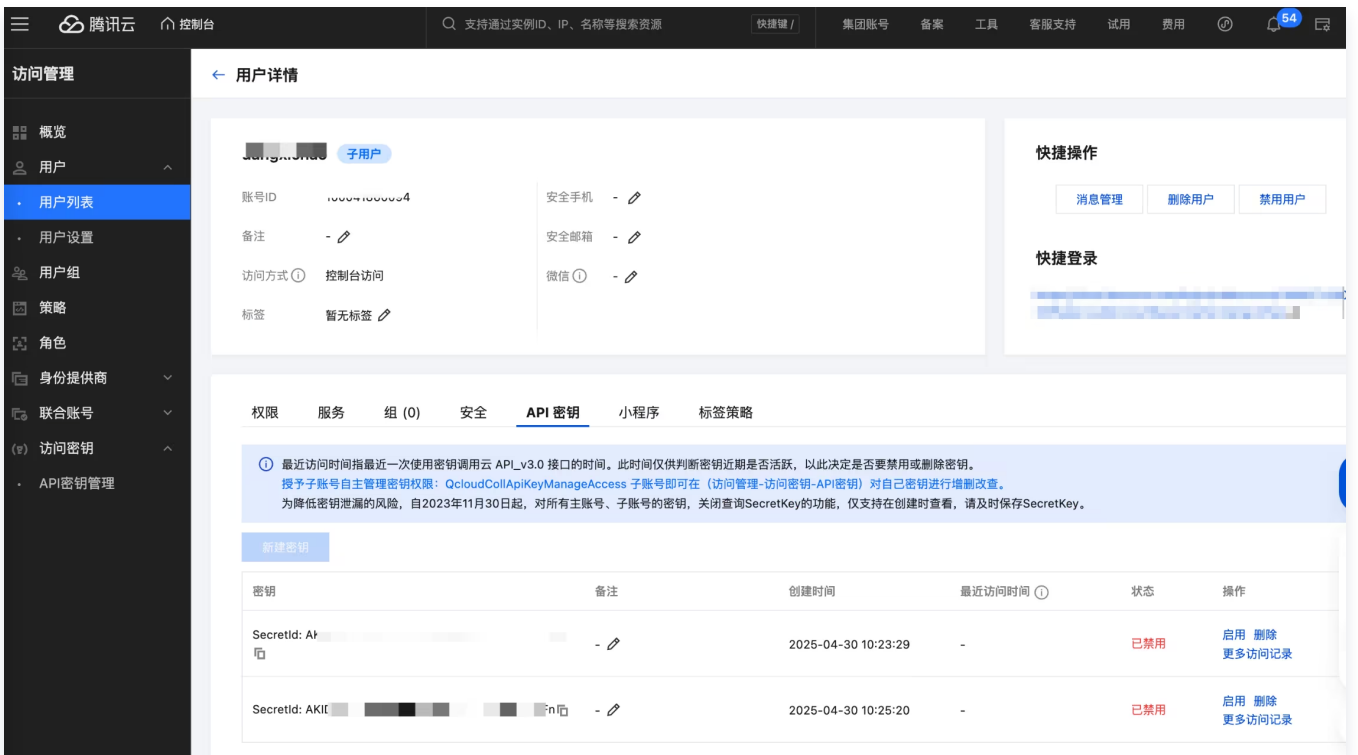 腾讯云
控制台
支持通过实例ID、IP、名称等搜索资源
快捷键 /
集团账号
备案
工具
客服支持
试用
费用
54
访问管理
概览
用户
用户列表
用户设置
用户组
策略
角色
身份提供商
联合账号
访问密钥
API密钥管理
← 用户详情
子用户
账号ID
备注 -
访问方式 控制台访问
标签 暂无标签
安全手机 -
安全邮箱 -
微信 -
快捷操作
消息管理 删除用户 禁用用户
快捷登录
权限 服务 组 (0) 安全 API 密钥 小程序 标签策略
最近访问时间指最近一次使用密钥调用云 API_v3.0 接口的时间。此时间仅供判断密钥近期是否活跃，以此决定是否要禁用或删除密钥。
授予子账号自主管理密钥权限：QcloudCollApiKeyManageAccess 子账号即可在（访问管理-访问密钥-API密钥）对自己密钥进行增删改查。
为降低密钥泄漏的风险，自2023年11月30日起，对所有主账号、子账号的密钥，关闭查询SecretKey的功能，仅支持在创建时查看，请及时保存SecretKey。
新建密钥
密钥 备注 创建时间 最近访问时间 状态 操作
SecretId: AK - 2025-04-30 10:23:29 - 已禁用 启用 删除
更多访问记录
SecretId: AKID - 2025-04-30 10:25:20 - 已禁用 启用 删除
更多访问记录